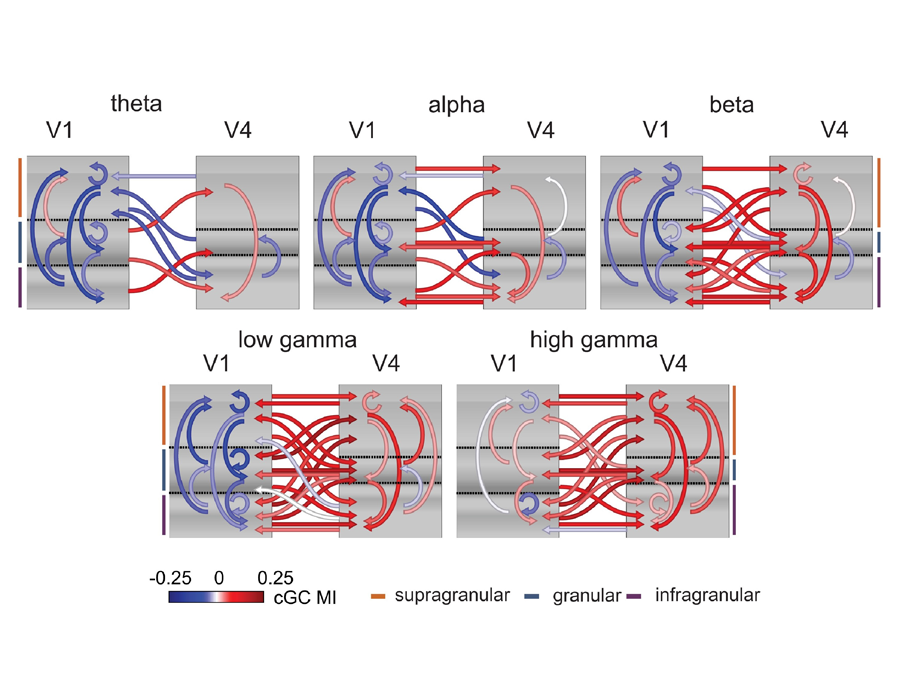 theta alpha beta
V1 V4 V1 V4 V1 V4
low gamma high gamma
V1 V4 V1 V4
-0.25 0 0.25
cGC MI supragranular granular infragranular